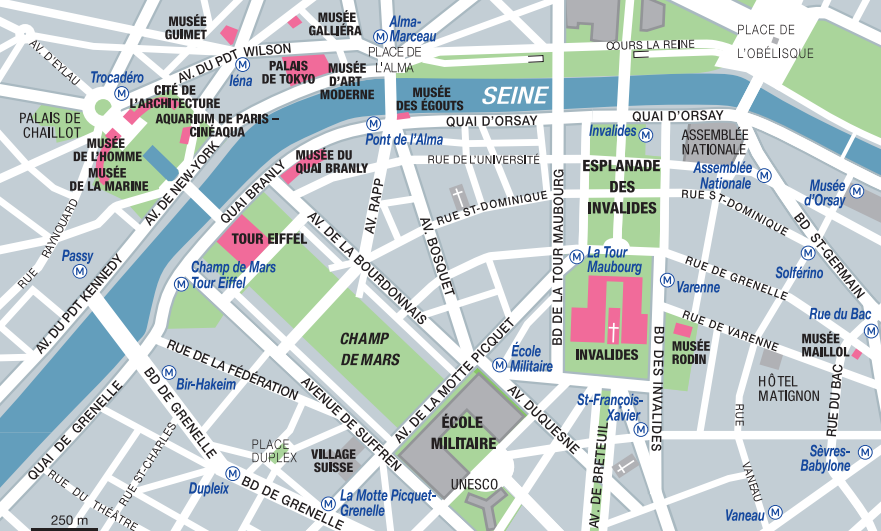 MUSÉE
GUIMET
MUSÉE
GALLIÉRA
Alma-
Marceau
PLACE DE
L'ALMA
COURS LA REINE
PLACE DE
L'OBÉLISQUE
AV. D'EYLAU
AV. DU PDT WILSON
Iéna
PALAIS
DE TOKYO
MUSÉE
D'ART
MODERNE
Trocadéro
CITÉ DE
L'ARCHITECTURE
AQUARIUM DE PARIS –
CINÉAQUA
PALAIS DE
CHAILLOT
MUSÉE
DE L'HOMME
MUSÉE
DE LA MARINE
MUSÉE
DES ÉGOUTS
SEINE
QUAI D'ORSAY
QUAI D'ORSAY
Pont de l'Alma
Invalides
ASSEMBLÉE
NATIONALE
Assemblée
Nationale
Musée
d'Orsay
RUE DE L'UNIVERSITÉ
MUSÉE DU
QUAI BRANLY
ESPLANADE
DES
INVALIDES
AV. DE NEW-YORK
QUAI BRANLY
AV. RAPP
RUE ST-DOMINIQUE
RUE ST-DOMINIQUE
BD ST-GERMAIN
RUE RAYNOUARD
TOUR EIFFEL
AV. DE LA BOURDONNAIS
AV. BOSQUET
BD DE LA TOUR MAUBOURG
Passy
Champ de Mars
Tour Eiffel
La Tour
Maubourg
RUE DE GRENELLE
Solférino
Varenne
Rue du Bac
AV. DU PDT KENNEDY
CHAMP
DE MARS
INVALIDES
BD DES INVALIDES
RUE DE VARENNE
MUSÉE
RODIN
MUSÉE
MAILLOL
RUE DE LA FÉDÉRATION
Bir-Hakeim
BD DE GRENELLE
AVENUE DE SUFFREN
AV. DE LA MOTTE PICQUET
École
Militaire
HÔTEL
MATIGNON
RUE DU BAC
QUAI DE GRENELLE
RUE ST-CHARLES
ÉCOLE
MILITAIRE
AV. DUQUESNE
St-François-
Xavier
RUE
VANEAU
PLACE
DUPLEX
VILLAGE
SUISSE
AV. DE BRETEUIL
Sèvres-
Babylone
Dupleix
BD DE GRENELLE
La Motte Picquet-
Grenelle
UNESCO
Vaneau
RUE DU THÉÂTRE
250 m